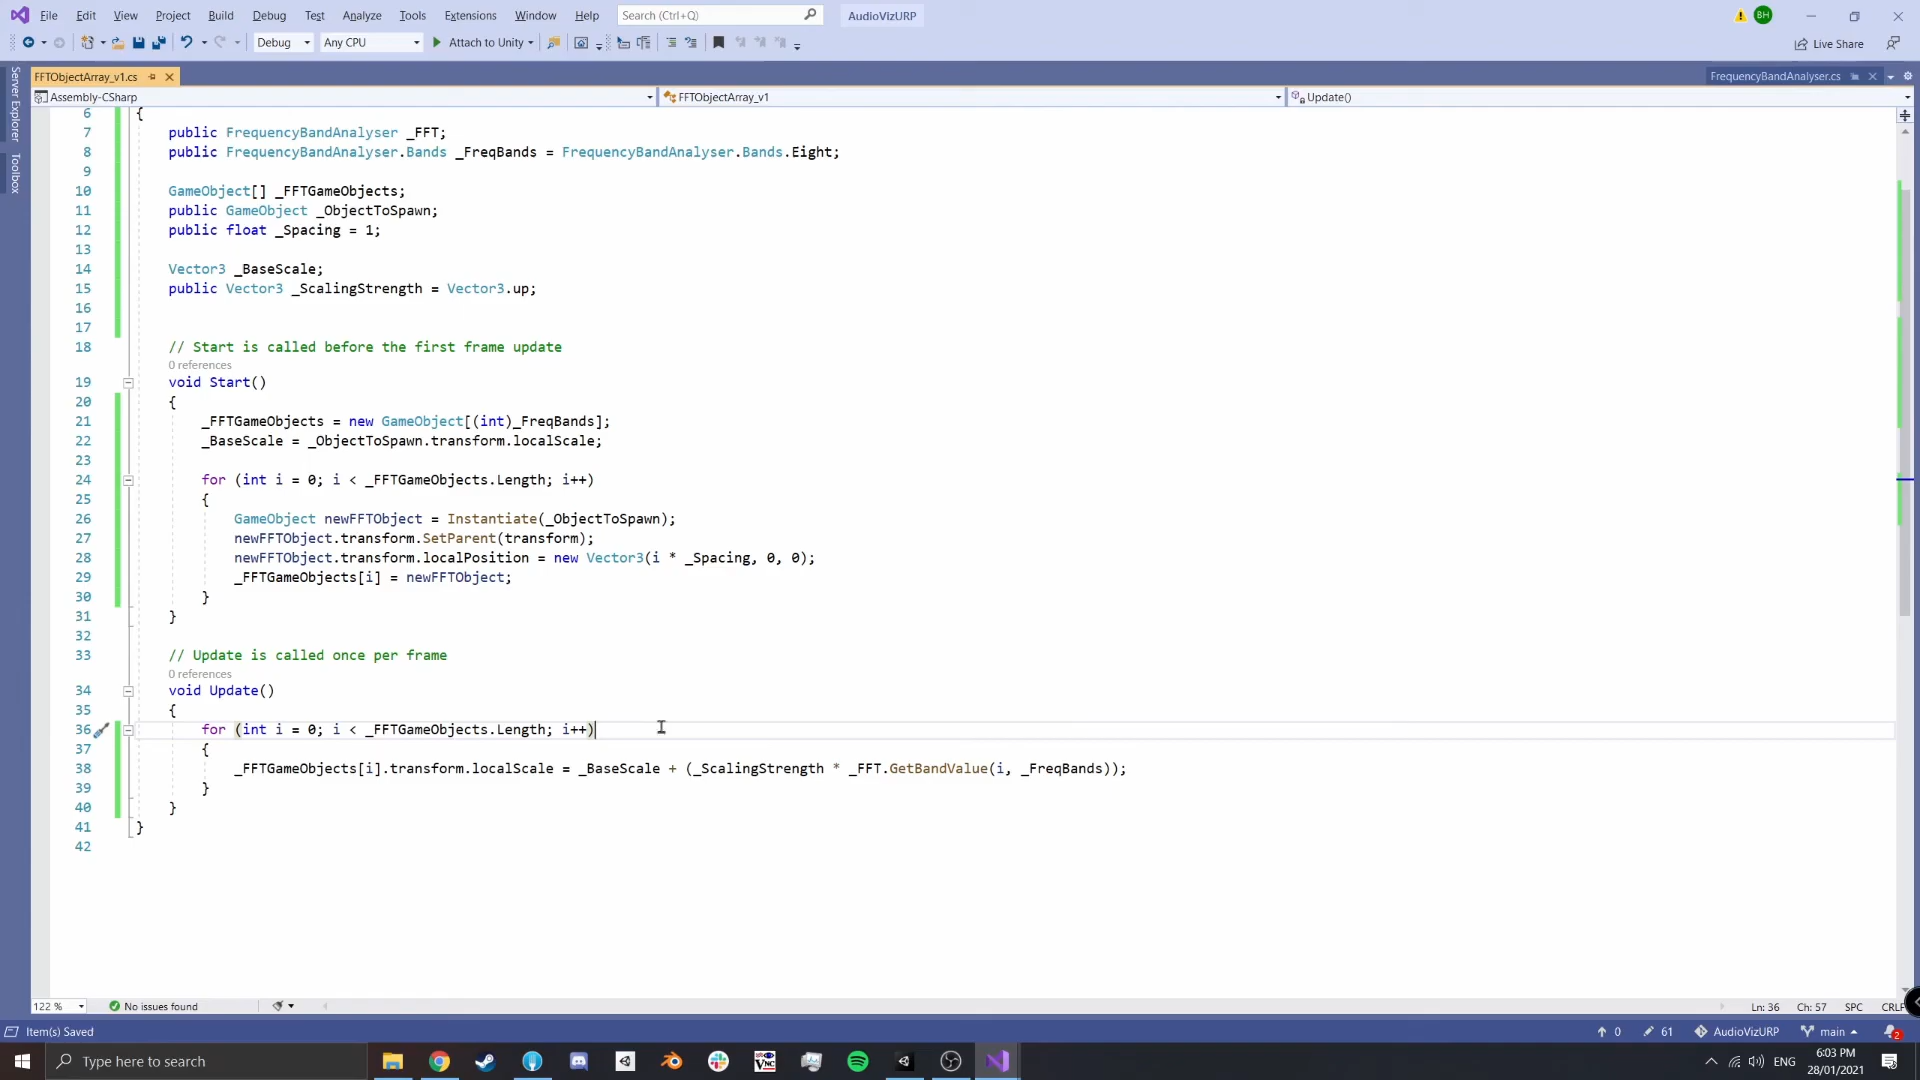 File Edit View Project Build Debug Test Analyze Tools Extensions Window Help Search (Ctrl+Q) AudioVizURP BH
Debug Any CPU Attach to Unity Live Share
FFTObjectArray_v1.cs FrequencyBandAnalyser.cs
Assembly-CSharp FFTObjectArray_v1 Update()
Server Explorer
Toolbox
6 {
7 public FrequencyBandAnalyser _FFT;
8 public FrequencyBandAnalyser.Bands _FreqBands = FrequencyBandAnalyser.Bands.Eight;
9
10 GameObject[] _FFTGameObjects;
11 public GameObject _ObjectToSpawn;
12 public float _Spacing = 1;
13
14 Vector3 _BaseScale;
15 public Vector3 _ScalingStrength = Vector3.up;
16
17
18 // Start is called before the first frame update
0 references
19 void Start()
20 {
21 _FFTGameObjects = new GameObject[(int)_FreqBands];
22 _BaseScale = _ObjectToSpawn.transform.localScale;
23
24 for (int i = 0; i < _FFTGameObjects.Length; i++)
25 {
26 GameObject newFFTObject = Instantiate(_ObjectToSpawn);
27 newFFTObject.transform.SetParent(transform);
28 newFFTObject.transform.localPosition = new Vector3(i * _Spacing, 0, 0);
29 _FFTGameObjects[i] = newFFTObject;
30 }
31 }
32
33 // Update is called once per frame
0 references
34 void Update()
35 {
36 for (int i = 0; i < _FFTGameObjects.Length; i++)
37 {
38 _FFTGameObjects[i].transform.localScale = _BaseScale + (_ScalingStrength * _FFT.GetBandValue(i, _FreqBands));
39 }
40 }
41 }
42
122 % No issues found Ln: 36 Ch: 57 SPC CRLF
Item(s) Saved 0 61 AudioVizURP main 2
Type here to search ENG 6:03 PM
28/01/2021